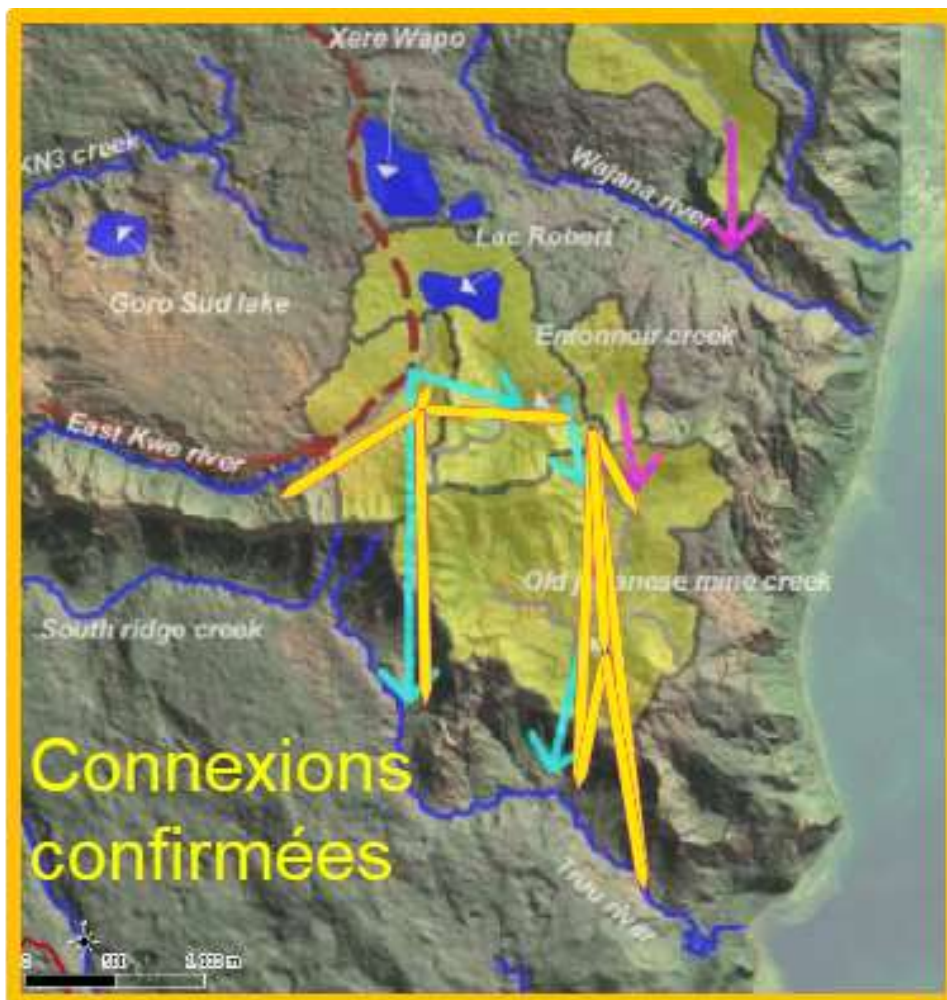 Xere Wapo
KN3 creek
Wajana river
Lac Robert
Goro Sud lake
Entonnoir creek
East Kwe river
Old japanese mine creek
South ridge creek
Connexions
confirmées
Truu river
0 500 1,000 m